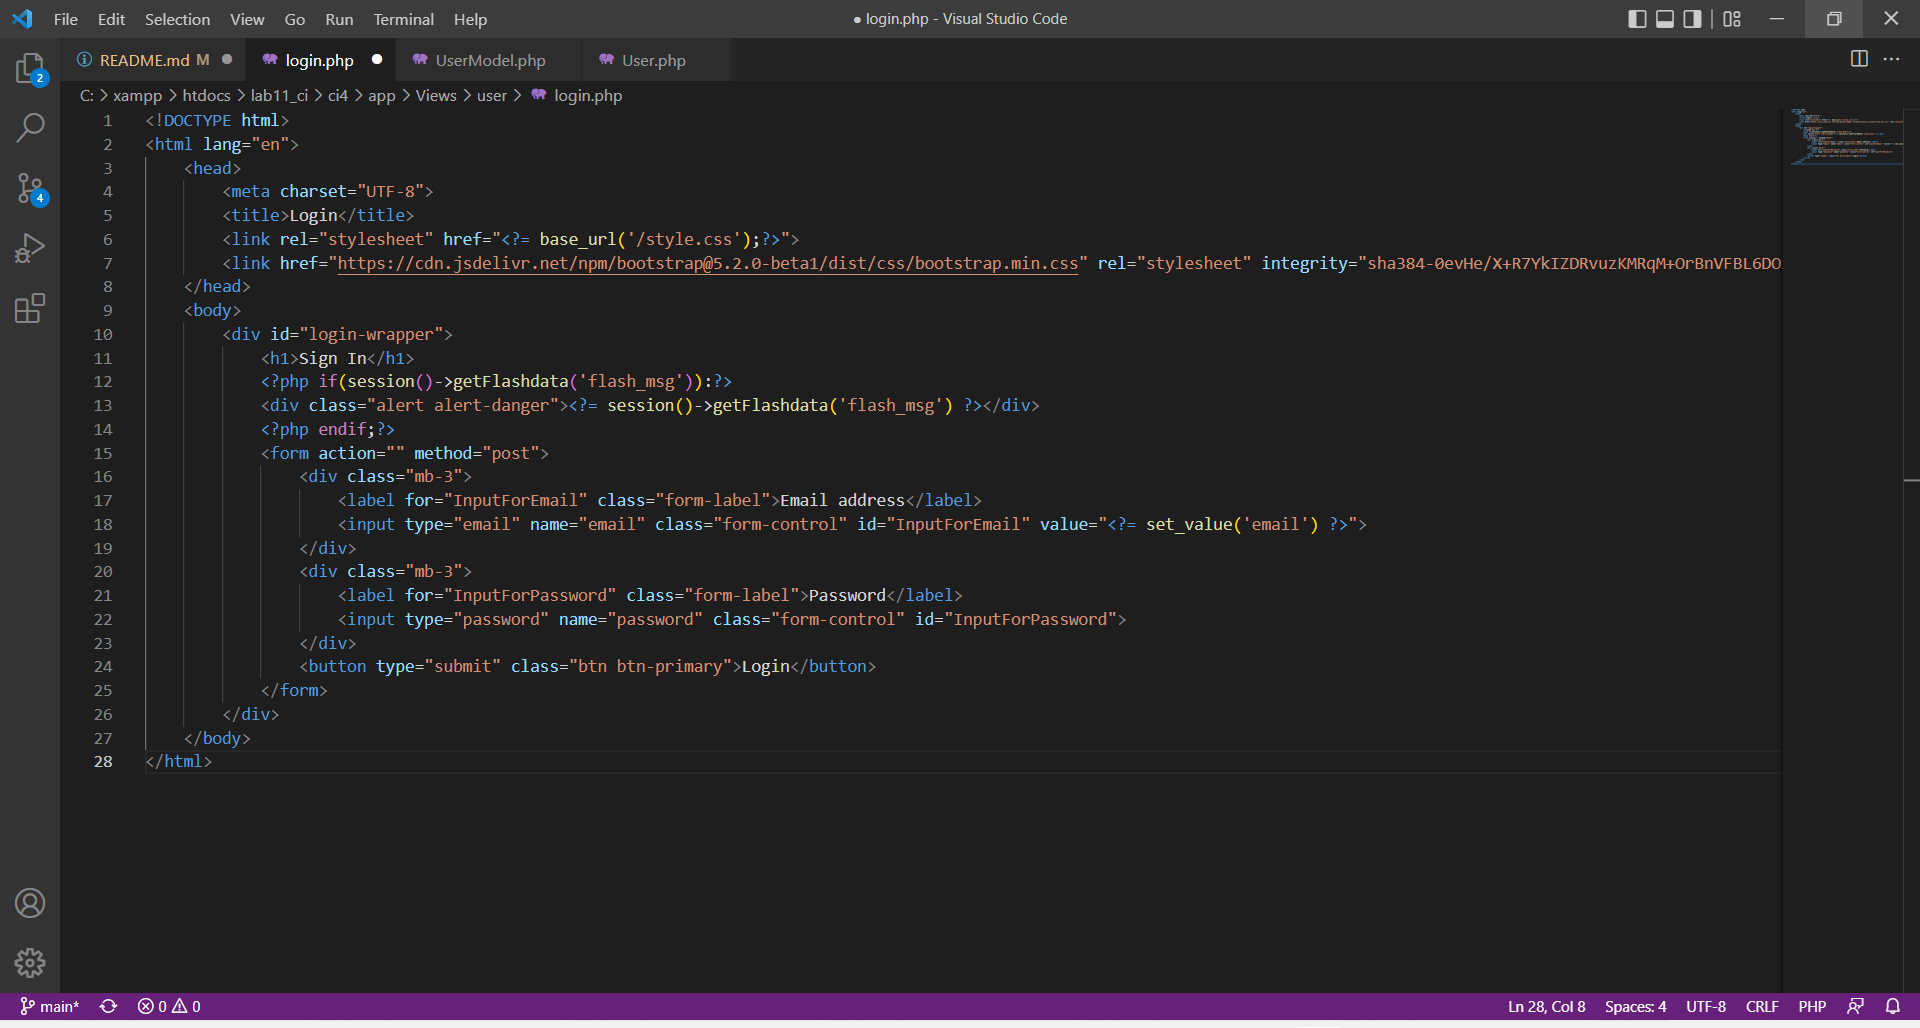 File Edit Selection View Go Run Terminal Help
● login.php - Visual Studio Code
README.md M ● login.php ● UserModel.php User.php
C: > xampp > htdocs > lab11_ci > ci4 > app > Views > user > login.php
1 <!DOCTYPE html>
2 <html lang="en">
3 <head>
4 <meta charset="UTF-8">
5 <title>Login</title>
6 <link rel="stylesheet" href="<?= base_url('/style.css');?>">
7 <link href="https://cdn.jsdelivr.net/npm/bootstrap@5.2.0-beta1/dist/css/bootstrap.min.css" rel="stylesheet" integrity="sha384-0evHe/X+R7YkIZDRvuzKMRqM+OrBnVFBL6DO
8 </head>
9 <body>
10 <div id="login-wrapper">
11 <h1>Sign In</h1>
12 <?php if(session()->getFlashdata('flash_msg')):?>
13 <div class="alert alert-danger"><?= session()->getFlashdata('flash_msg') ?></div>
14 <?php endif;?>
15 <form action="" method="post">
16 <div class="mb-3">
17 <label for="InputForEmail" class="form-label">Email address</label>
18 <input type="email" name="email" class="form-control" id="InputForEmail" value="<?= set_value('email') ?>">
19 </div>
20 <div class="mb-3">
21 <label for="InputForPassword" class="form-label">Password</label>
22 <input type="password" name="password" class="form-control" id="InputForPassword">
23 </div>
24 <button type="submit" class="btn btn-primary">Login</button>
25 </form>
26 </div>
27 </body>
28 </html>
2
4
main* 0 0 Ln 28, Col 8 Spaces: 4 UTF-8 CRLF PHP